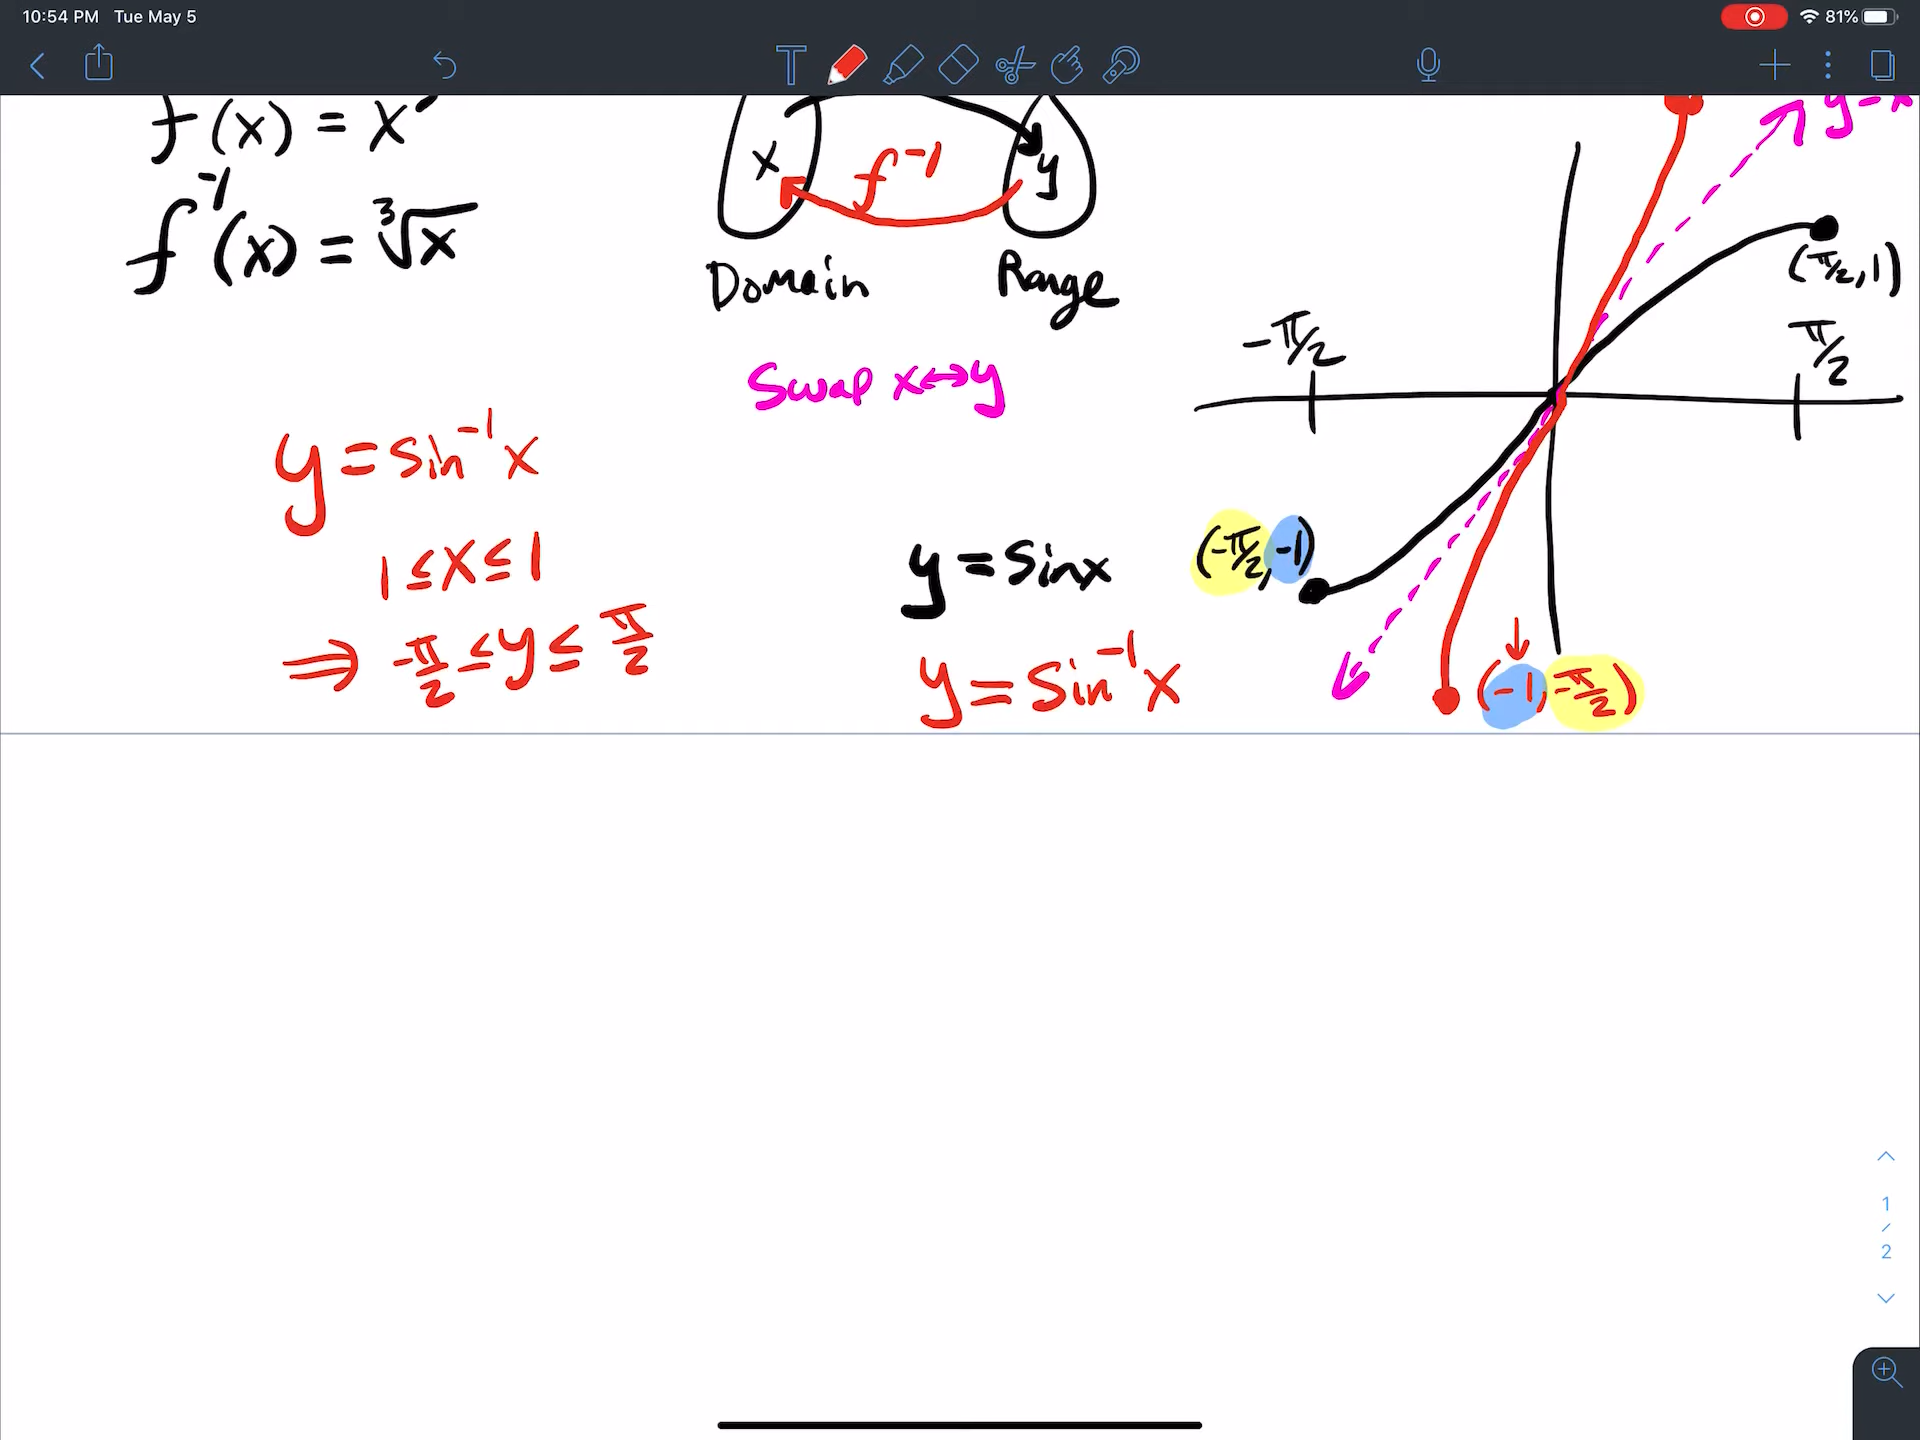 10:54 PM Tue May 5
81%
f(x) = x
f⁻¹(x) = ∛x
x
f⁻¹
y
Domain
Range
Swap x↔y
y = sin⁻¹x
1 ≤ x ≤ 1
⇒ -π/2 ≤ y ≤ π/2
y = sinx
y = sin⁻¹x
(π/2, 1)
-π/2
π/2
(-π/2, -1)
(-1, -π/2)
1
/
2